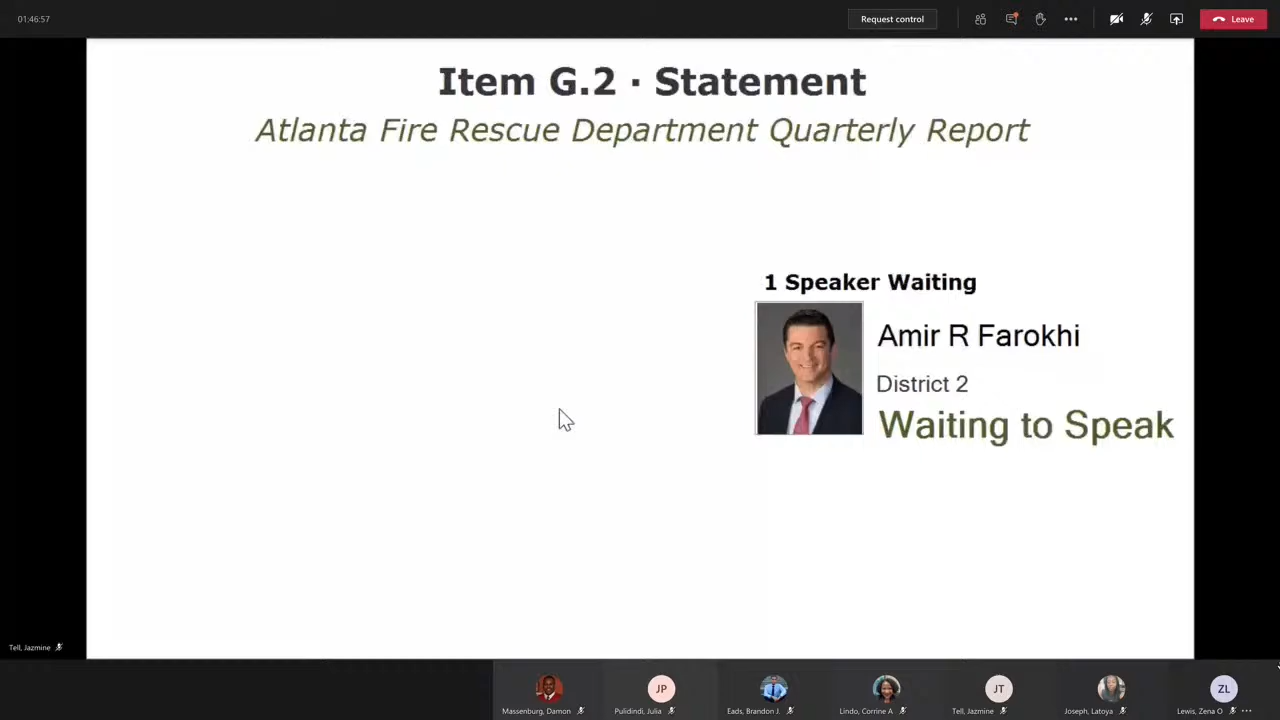 01:46:57
Request control
Leave
Item G.2 · Statement
Atlanta Fire Rescue Department Quarterly Report
1 Speaker Waiting
Amir R Farokhi
District 2
Waiting to Speak
Tell, Jazmine
JP
JT
ZL
Massenburg, Damon
Pulidindi, Julia
Eads, Brandon J.
Lindo, Corrine A
Tell, Jazmine
Joseph, Latoya
Lewis, Zena O